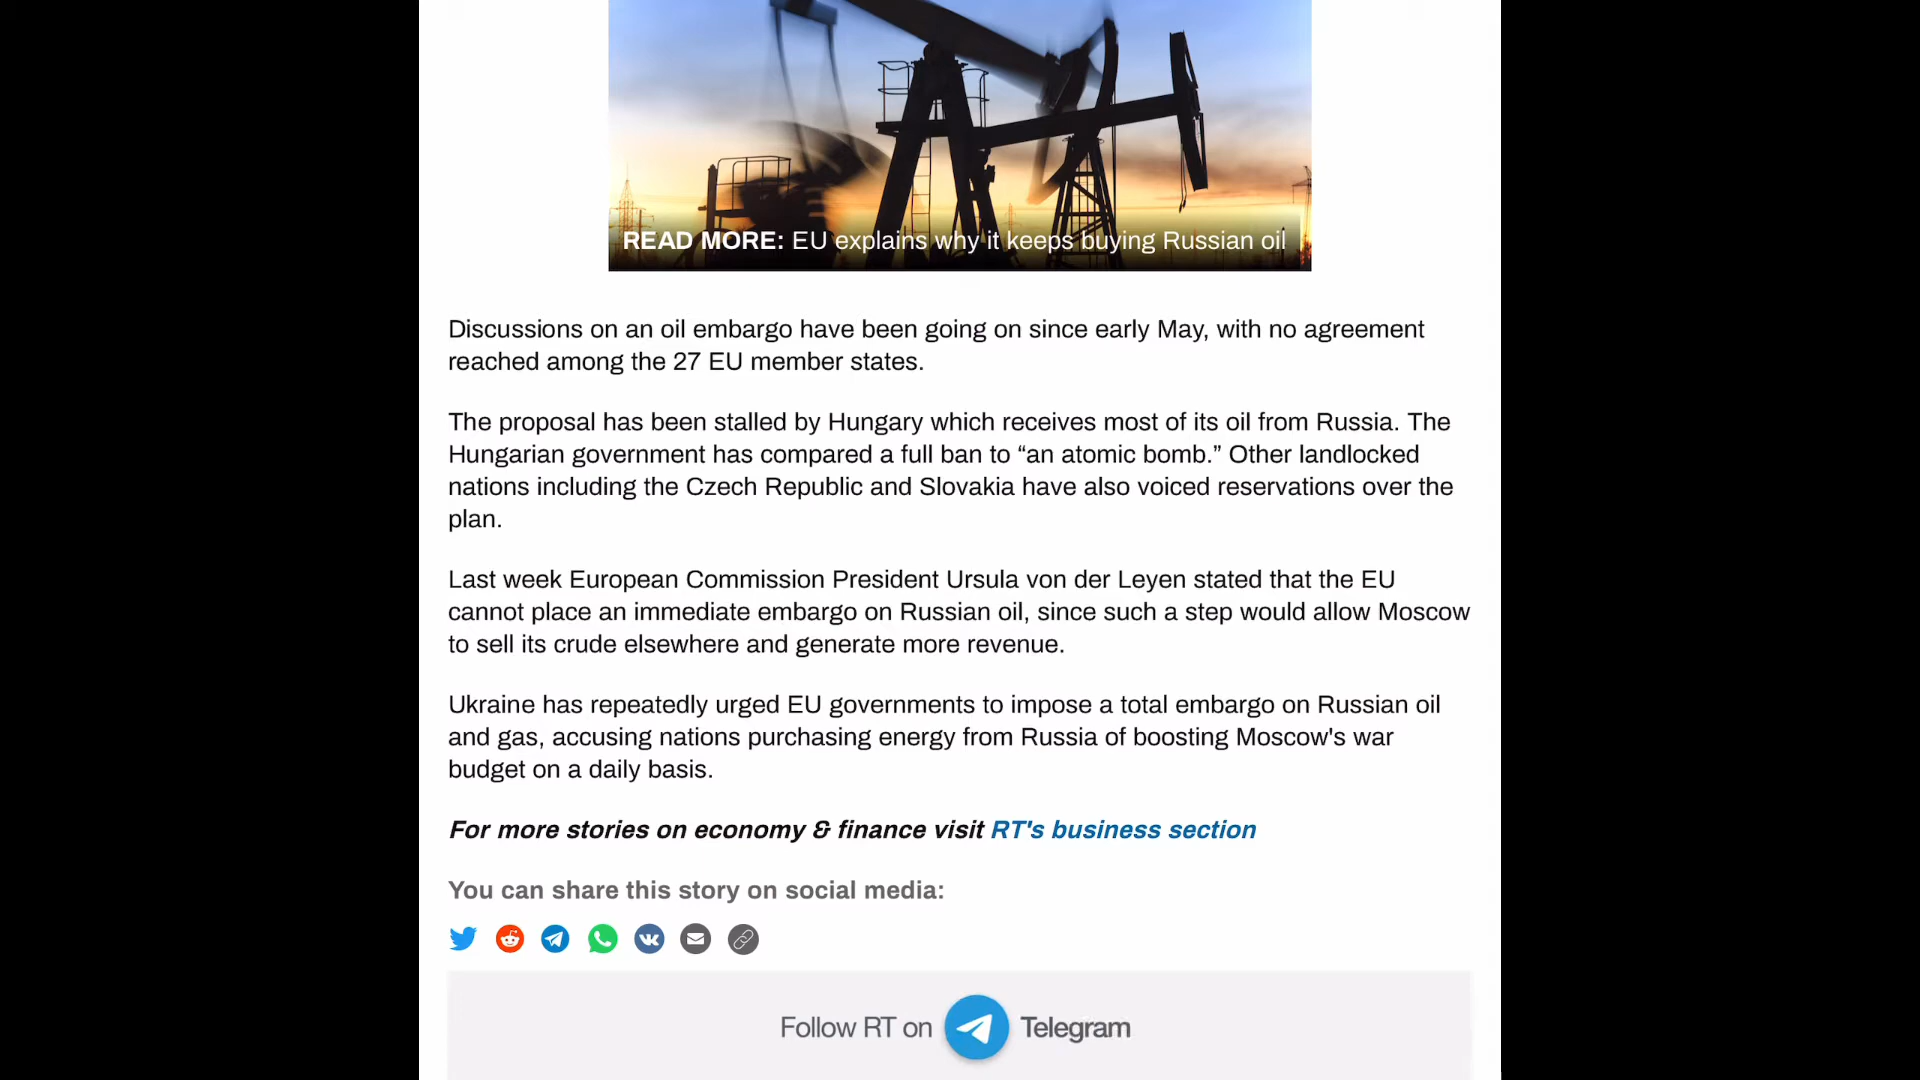 READ MORE: EU explains why it keeps buying Russian oil
Discussions on an oil embargo have been going on since early May, with no agreement
reached among the 27 EU member states.
The proposal has been stalled by Hungary which receives most of its oil from Russia. The
Hungarian government has compared a full ban to “an atomic bomb.” Other landlocked
nations including the Czech Republic and Slovakia have also voiced reservations over the
plan.
Last week European Commission President Ursula von der Leyen stated that the EU
cannot place an immediate embargo on Russian oil, since such a step would allow Moscow
to sell its crude elsewhere and generate more revenue.
Ukraine has repeatedly urged EU governments to impose a total embargo on Russian oil
and gas, accusing nations purchasing energy from Russia of boosting Moscow's war
budget on a daily basis.
For more stories on economy & finance visit RT's business section
You can share this story on social media:
Follow RT on Telegram